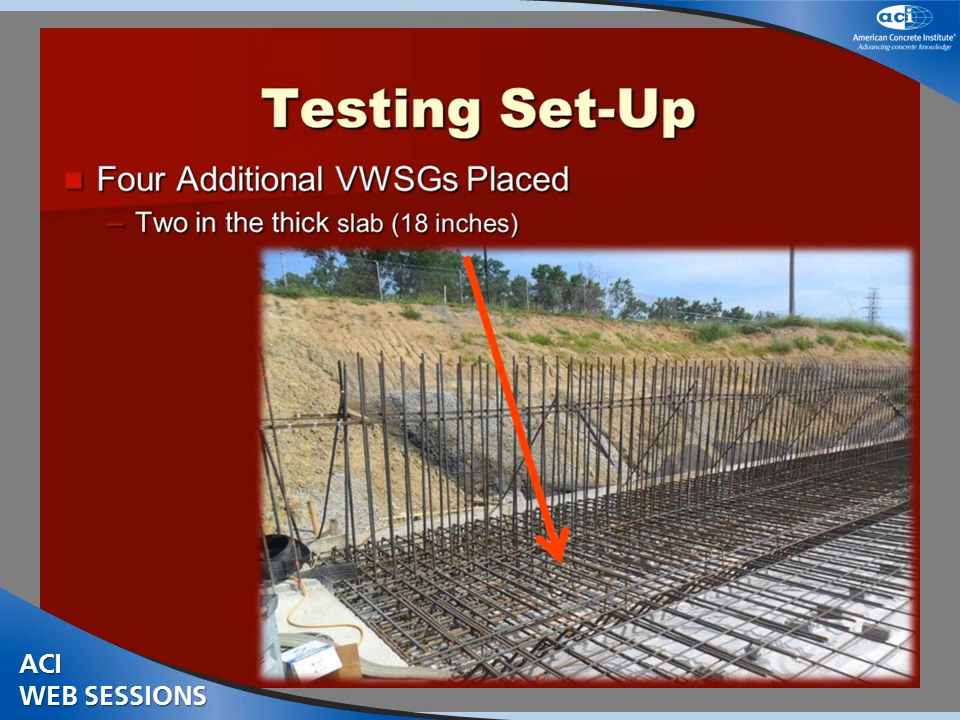 aci
American Concrete Institute®
Advancing concrete knowledge
Testing Set-Up
Four Additional VWSGs Placed
– Two in the thick slab (18 inches)
ACI
WEB SESSIONS